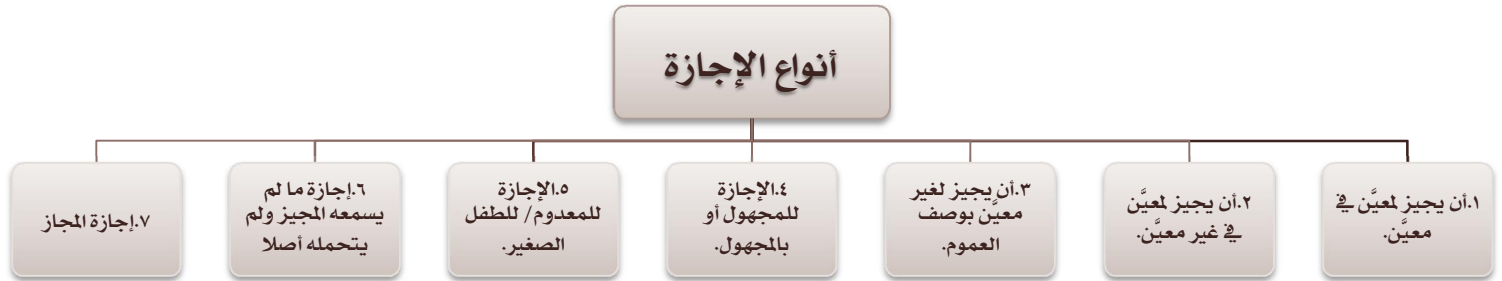 أنواع الإجازة
١.أن يجيز لمعيَّن في
معيَّن.
٢.أن يجيز لمعيَّن
في غير معيَّن.
٣.أن يجيز لغير
معيَّن بوصف
العموم.
٤.الإجازة
للمجهول أو
بالمجهول.
٥.الإجازة
للمعدوم/ للطفل
الصغير.
٦.إجازة ما لم
يسمعه المجيز ولم
يتحمله أصلا
٧.إجازة المجاز